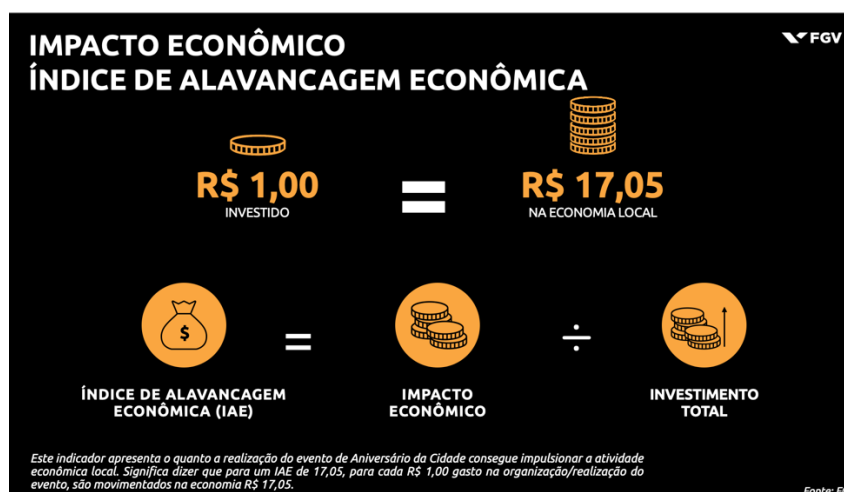 IMPACTO ECONÔMICO
ÍNDICE DE ALAVANCAGEM ECONÔMICA
FGV
R$ 1,00
INVESTIDO
=
R$ 17,05
NA ECONOMIA LOCAL
$
ÍNDICE DE ALAVANCAGEM
ECONÔMICA (IAE)
=
IMPACTO
ECONÔMICO
÷
INVESTIMENTO
TOTAL
Este indicador apresenta o quanto a realização do evento de Aniversário da Cidade consegue impulsionar a atividade
econômica local. Significa dizer que para um IAE de 17,05, para cada R$ 1,00 gasto na organização/realização do
evento, são movimentados na economia R$ 17,05.
Fonte: